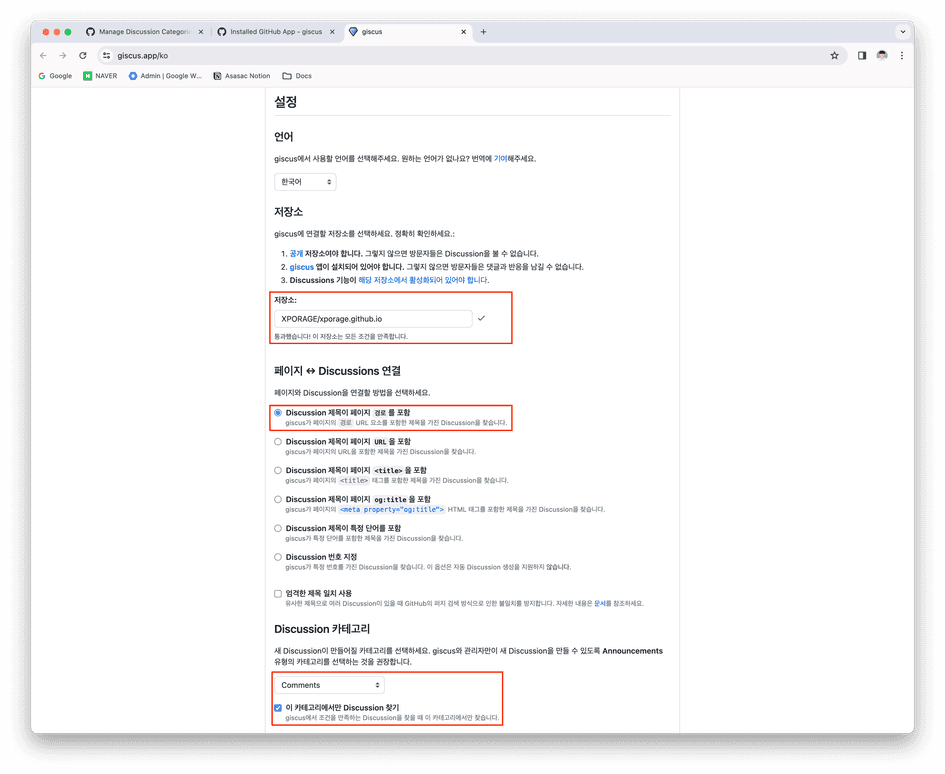 Manage Discussion Categorie
Installed GitHub App - giscus
giscus
giscus.app/ko
Google
NAVER
Admin | Google W...
Asasac Notion
Docs
설정
언어
giscus에서 사용할 언어를 선택해주세요. 원하는 언어가 없나요? 번역에 기여해주세요.
한국어
저장소
giscus에 연결할 저장소를 선택하세요. 정확히 확인하세요.:
1. 공개 저장소여야 합니다. 그렇지 않으면 방문자들은 Discussion을 볼 수 없습니다.
2. giscus 앱이 설치되어 있어야 합니다. 그렇지 않으면 방문자들은 댓글과 반응을 남길 수 없습니다.
3. Discussions 기능이 해당 저장소에서 활성화되어 있어야 합니다.
저장소:
XPORAGE/xporage.github.io
통과했습니다! 이 저장소는 모든 조건을 만족합니다.
페이지 ↔ Discussions 연결
페이지와 Discussion을 연결할 방법을 선택하세요.
Discussion 제목이 페이지 경로 를 포함
giscus가 페이지의 경로 URL 요소를 포함한 제목을 가진 Discussion을 찾습니다.
Discussion 제목이 페이지 URL 을 포함
giscus가 페이지의 URL을 포함한 제목을 가진 Discussion을 찾습니다.
Discussion 제목이 페이지 <title> 을 포함
giscus가 페이지의 <title> 태그를 포함한 제목을 가진 Discussion을 찾습니다.
Discussion 제목이 페이지 og:title 을 포함
giscus가 페이지의 <meta property="og:title"> HTML 태그를 포함한 제목을 가진 Discussion을 찾습니다.
Discussion 제목이 특정 단어를 포함
giscus가 특정 단어를 포함한 제목을 가진 Discussion을 찾습니다.
Discussion 번호 지정
giscus가 특정 번호를 가진 Discussion을 찾습니다. 이 옵션은 자동 Discussion 생성을 지원하지 않습니다.
엄격한 제목 일치 사용
유사한 제목으로 여러 Discussion이 있을 때 GitHub의 퍼지 검색 방식으로 인한 불일치를 방지합니다. 자세한 내용은 문서를 참조하세요.
Discussion 카테고리
새 Discussion이 만들어질 카테고리를 선택하세요. giscus와 관리자만이 새 Discussion을 만들 수 있도록 Announcements
유형의 카테고리를 선택하는 것을 권장합니다.
Comments
이 카테고리에서만 Discussion 찾기
giscus에서 조건을 만족하는 Discussion을 찾을 때 이 카테고리에서만 찾습니다.